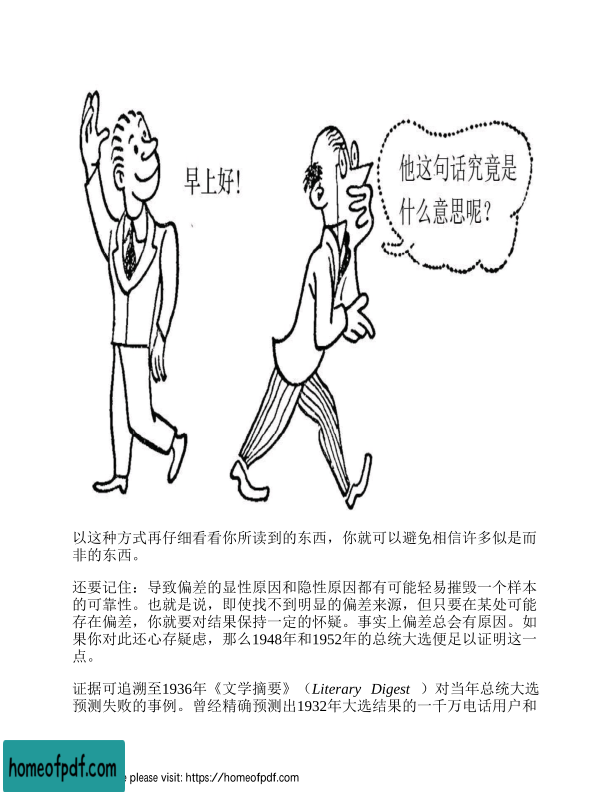 早上好！
他这句话究竟是
什么意思呢？
以这种方式再仔细看看你所读到的东西，你就可以避免相信许多似是而
非的东西。
还要记住：导致偏差的显性原因和隐性原因都有可能轻易摧毁一个样本
的可靠性。也就是说，即使找不到明显的偏差来源，但只要在某处可能
存在偏差，你就要对结果保持一定的怀疑。事实上偏差总会有原因。如
果你对此还心存疑虑，那么1948年和1952年的总统大选便足以证明这一
点。
证据可追溯至1936年《文学摘要》（Literary Digest ）对当年总统大选
预测失败的事例。曾经精确预测出1932年大选结果的一千万电话用户和
homeofpdf.com
e please visit: https://homeofpdf.com